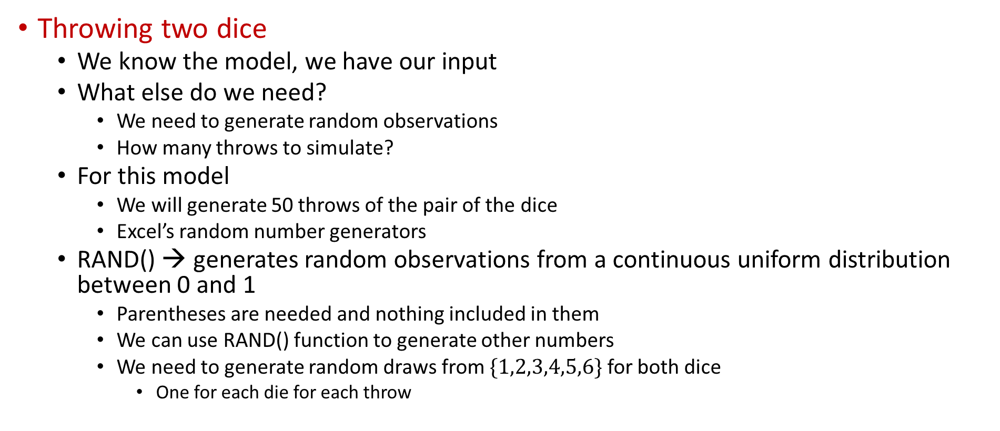 • Throwing two dice
• We know the model, we have our input
• What else do we need?
• We need to generate random observations
• How many throws to simulate?
• For this model
• We will generate 50 throws of the pair of the dice
• Excel’s random number generators
• RAND() → generates random observations from a continuous uniform distribution
between 0 and 1
• Parentheses are needed and nothing included in them
• We can use RAND() function to generate other numbers
• We need to generate random draws from {1,2,3,4,5,6} for both dice
• One for each die for each throw